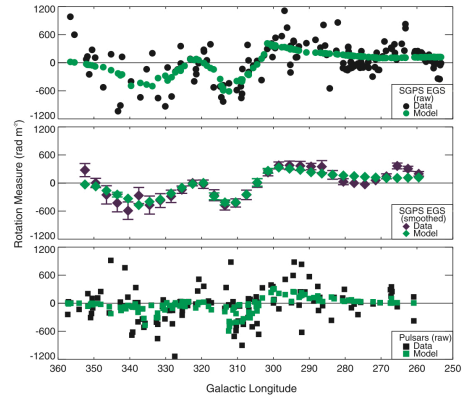 1200
600
0
-600
-1200
SGPS EGS
(raw)
Data
Model
Rotation Measure (rad m⁻²)
600
0
-600
SGPS EGS
(smoothed)
Data
Model
1200
600
0
-600
-1200
Pulsars (raw)
Data
Model
360 350 340 330 320 310 300 290 280 270 260 250
Galactic Longitude